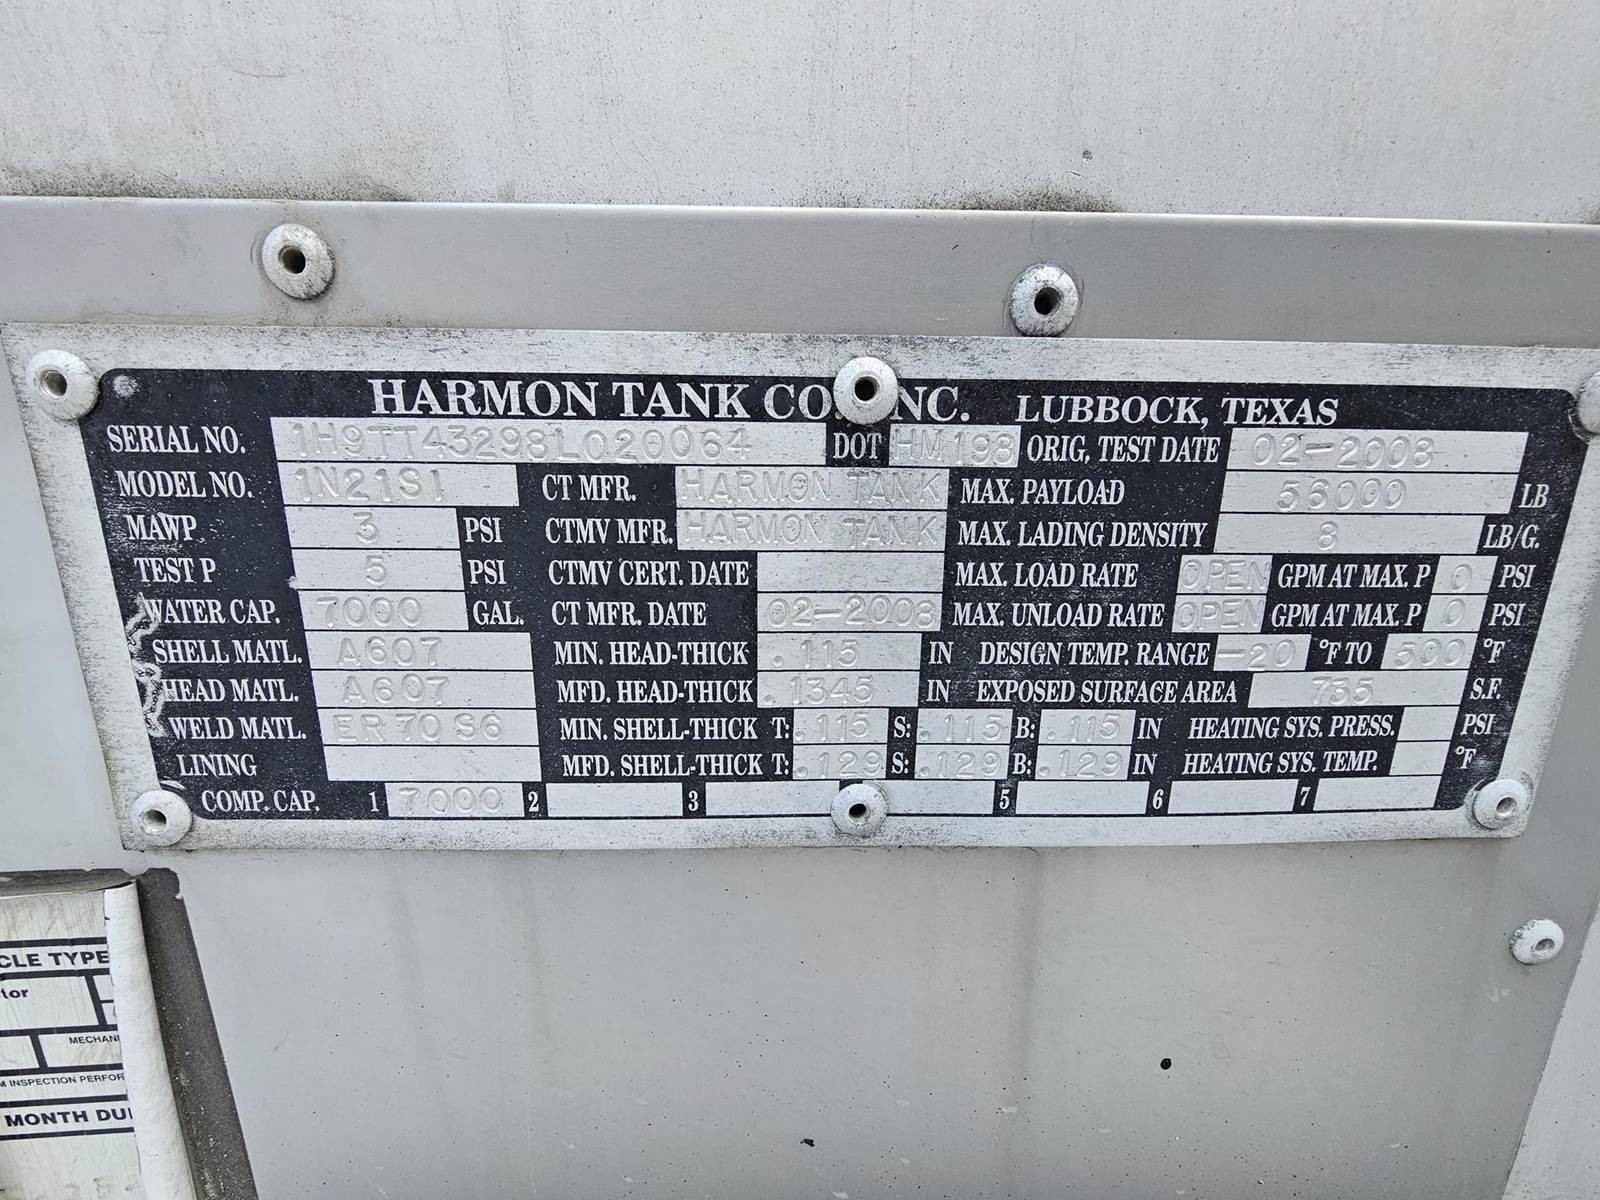 HARMON TANK CO. INC. LUBBOCK, TEXAS
SERIAL NO. 1H9TT43298L020064 DOT HM198 ORIG. TEST DATE 02-2008
MODEL NO. 1N21S1 CT MFR. HARMON TANK MAX. PAYLOAD 56000 LB
MAWP 3 PSI CTMV MFR. HARMON TANK MAX. LADING DENSITY 8 LB/G.
TEST P 5 PSI CTMV CERT. DATE MAX. LOAD RATE OPEN GPM AT MAX. P 0 PSI
WATER CAP. 7000 GAL. CT MFR. DATE 02-2008 MAX. UNLOAD RATE OPEN GPM AT MAX. P 0 PSI
SHELL MATL. A607 MIN. HEAD-THICK .115 IN DESIGN TEMP. RANGE -20 °F TO 500 °F
HEAD MATL. A607 MFD. HEAD-THICK .1345 IN EXPOSED SURFACE AREA 735 S.F.
WELD MATL. ER70S6 MIN. SHELL-THICK T: .115 S: .115 B: .115 IN HEATING SYS. PRESS. PSI
LINING MFD. SHELL-THICK T: .129 S: .129 B: .129 IN HEATING SYS. TEMP. °F
COMP. CAP. 1 7000 2 3 5 6 7
CLE TYPE
tor
MECHANI
INSPECTION PERFOR
MONTH DU